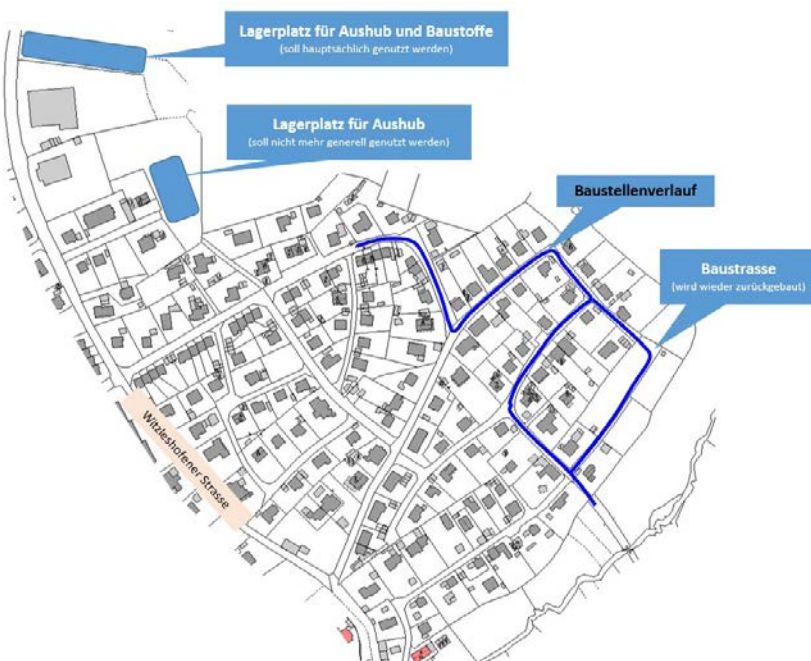 Lagerplatz für Aushub und Baustoffe
(soll hauptsächlich genutzt werden)
Lagerplatz für Aushub
(soll nicht mehr generell genutzt werden)
Baustellenverlauf
Baustrasse
(wird wieder zurückgebaut)
Witzleshofener Strasse